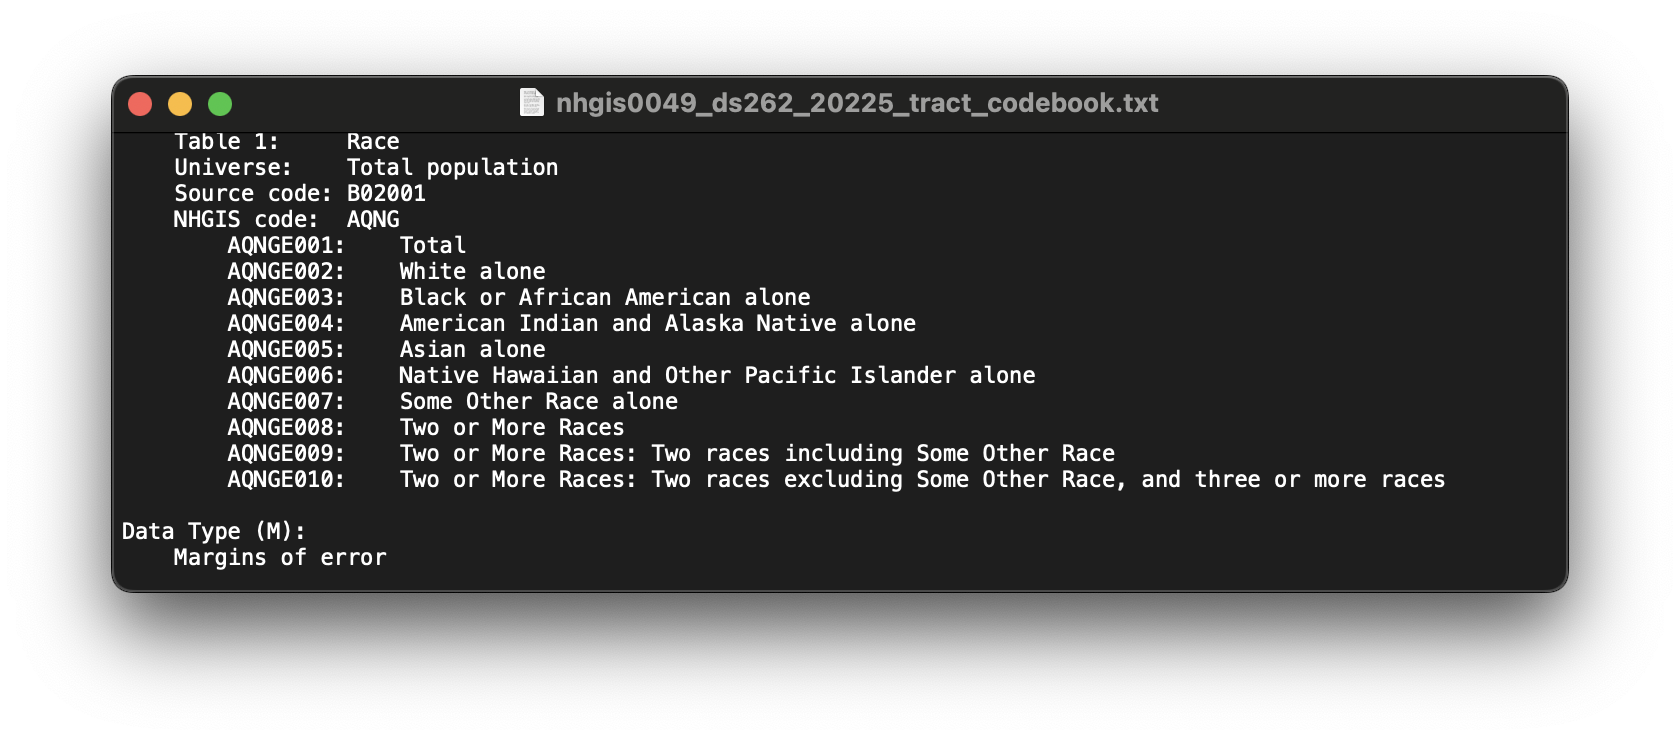 nhgis0049_ds262_20225_tract_codebook.txt
Table 1: Race
Universe: Total population
Source code: B02001
NHGIS code: AQNG
AQNGE001: Total
AQNGE002: White alone
AQNGE003: Black or African American alone
AQNGE004: American Indian and Alaska Native alone
AQNGE005: Asian alone
AQNGE006: Native Hawaiian and Other Pacific Islander alone
AQNGE007: Some Other Race alone
AQNGE008: Two or More Races
AQNGE009: Two or More Races: Two races including Some Other Race
AQNGE010: Two or More Races: Two races excluding Some Other Race, and three or more races
Data Type (M):
Margins of error